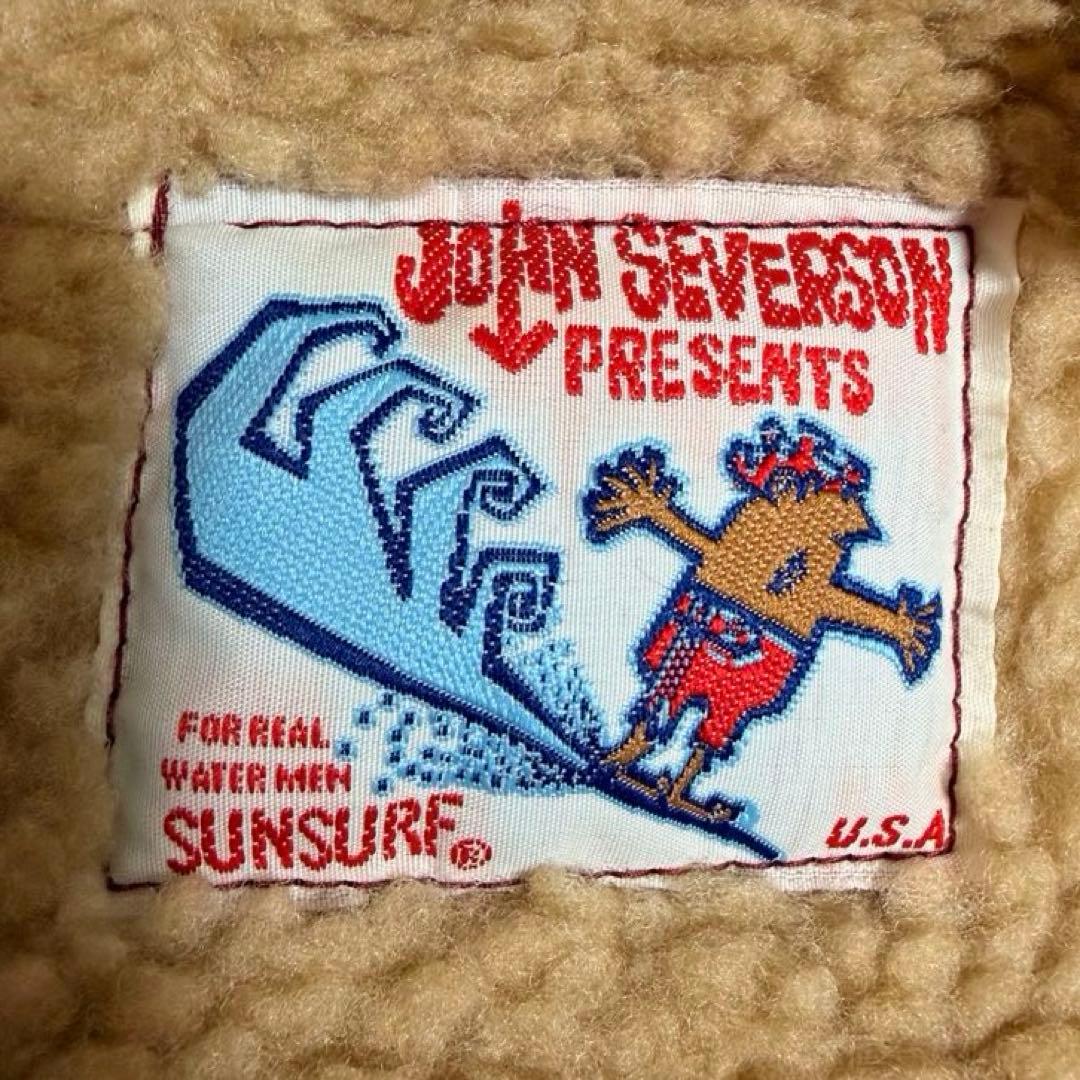 JOHN SEVERSON
PRESENTS
FOR REAL
WATER MEN
SUNSURF®
U.S.A